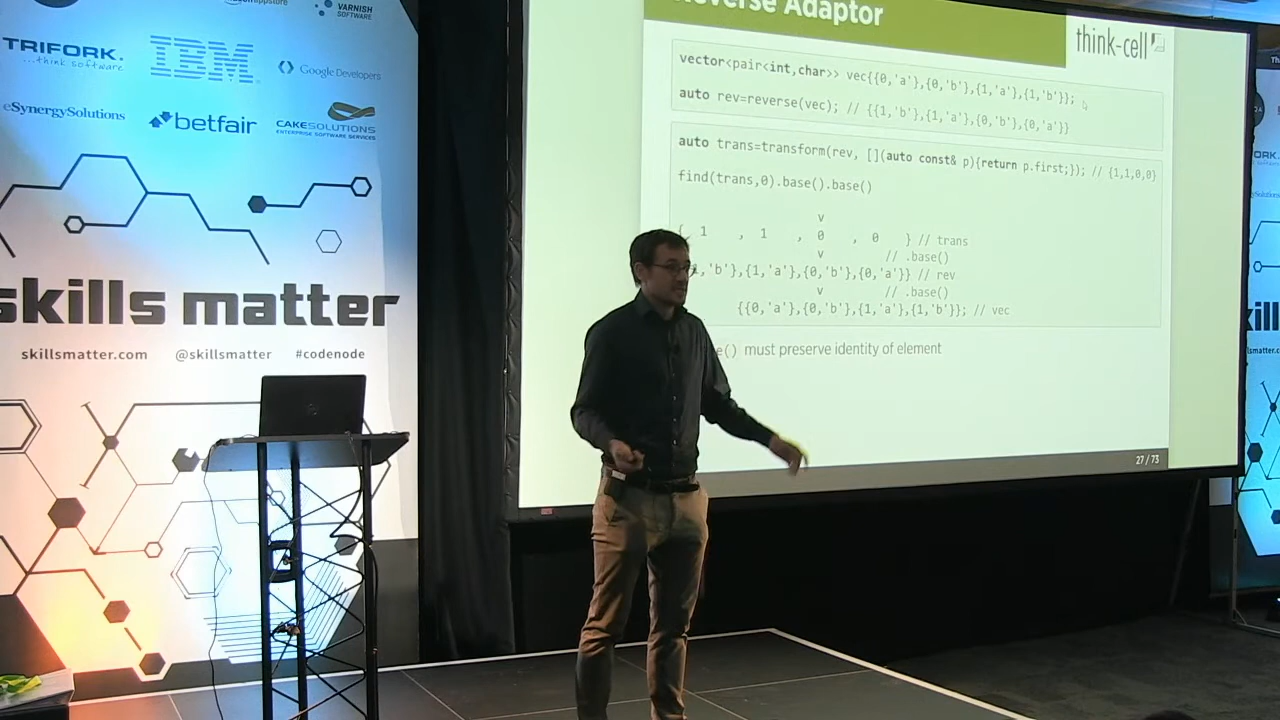 VARNISH
SOFTWARE
TRIFORK.
...think software
IBM
Google Developers
eSynergySolutions
betfair
CAKESOLUTIONS
ENTERPRISE SOFTWARE SERVICES
skills matter
skillsmatter.com @skillsmatter #codenode
Reverse Adaptor
think-cell
vector<pair<int,char>> vec{{0,'a'},{0,'b'},{1,'a'},{1,'b'}};
auto rev=reverse(vec); // {{1,'b'},{1,'a'},{0,'b'},{0,'a'}}
auto trans=transform(rev, [](auto const& p){return p.first;}); // {1,1,0,0}
find(trans,0).base().base()
v
{ 1 , 1 , 0 , 0 } // trans
v // .base()
,'b'},{1,'a'},{0,'b'},{0,'a'}} // rev
v // .base()
{{0,'a'},{0,'b'},{1,'a'},{1,'b'}}; // vec
e() must preserve identity of element
27 / 73